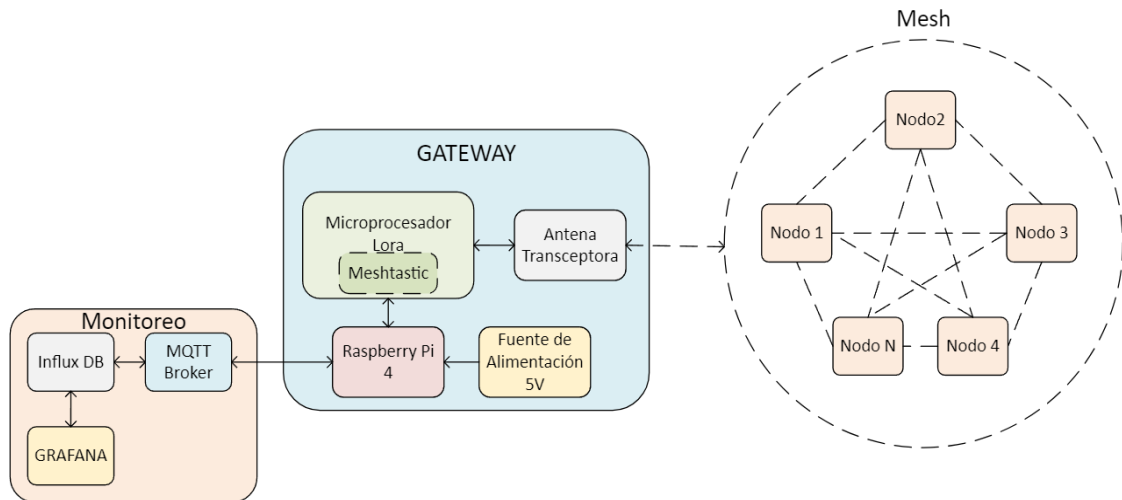 Mesh
Nodo2
Nodo 1
Nodo 3
Nodo N
Nodo 4
GATEWAY
Microprocesador
Lora
Meshtastic
Antena
Transceptora
Raspberry Pi
4
Fuente de
Alimentación
5V
Monitoreo
Influx DB
MQTT
Broker
GRAFANA